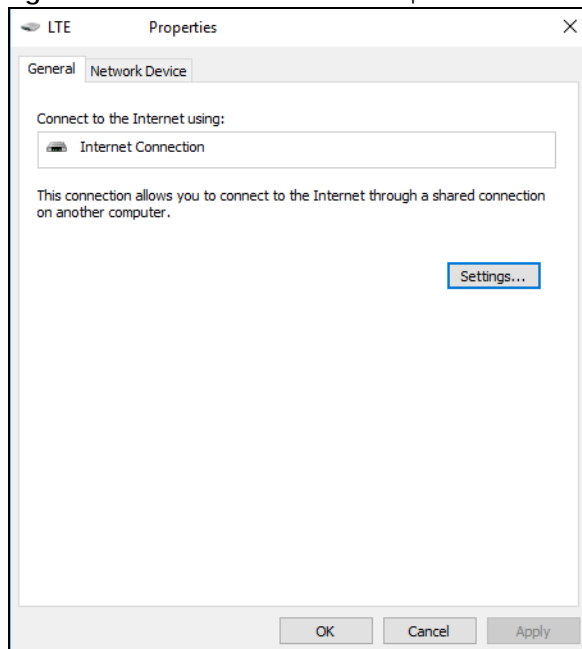 LTE Properties
General Network Device
Connect to the Internet using:
Internet Connection
This connection allows you to connect to the Internet through a shared connection
on another computer.
Settings...
OK Cancel Apply